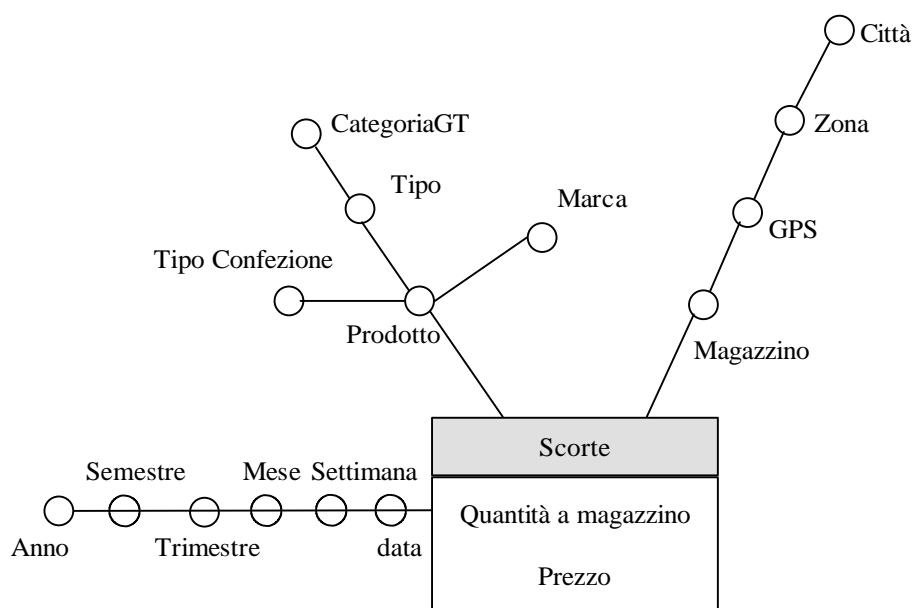 Città
CategoriaGT
Zona
Tipo
Marca
GPS
Tipo Confezione
Prodotto
Magazzino
Scorte
Semestre
Mese
Settimana
Quantità a magazzino
Anno
Trimestre
data
Prezzo